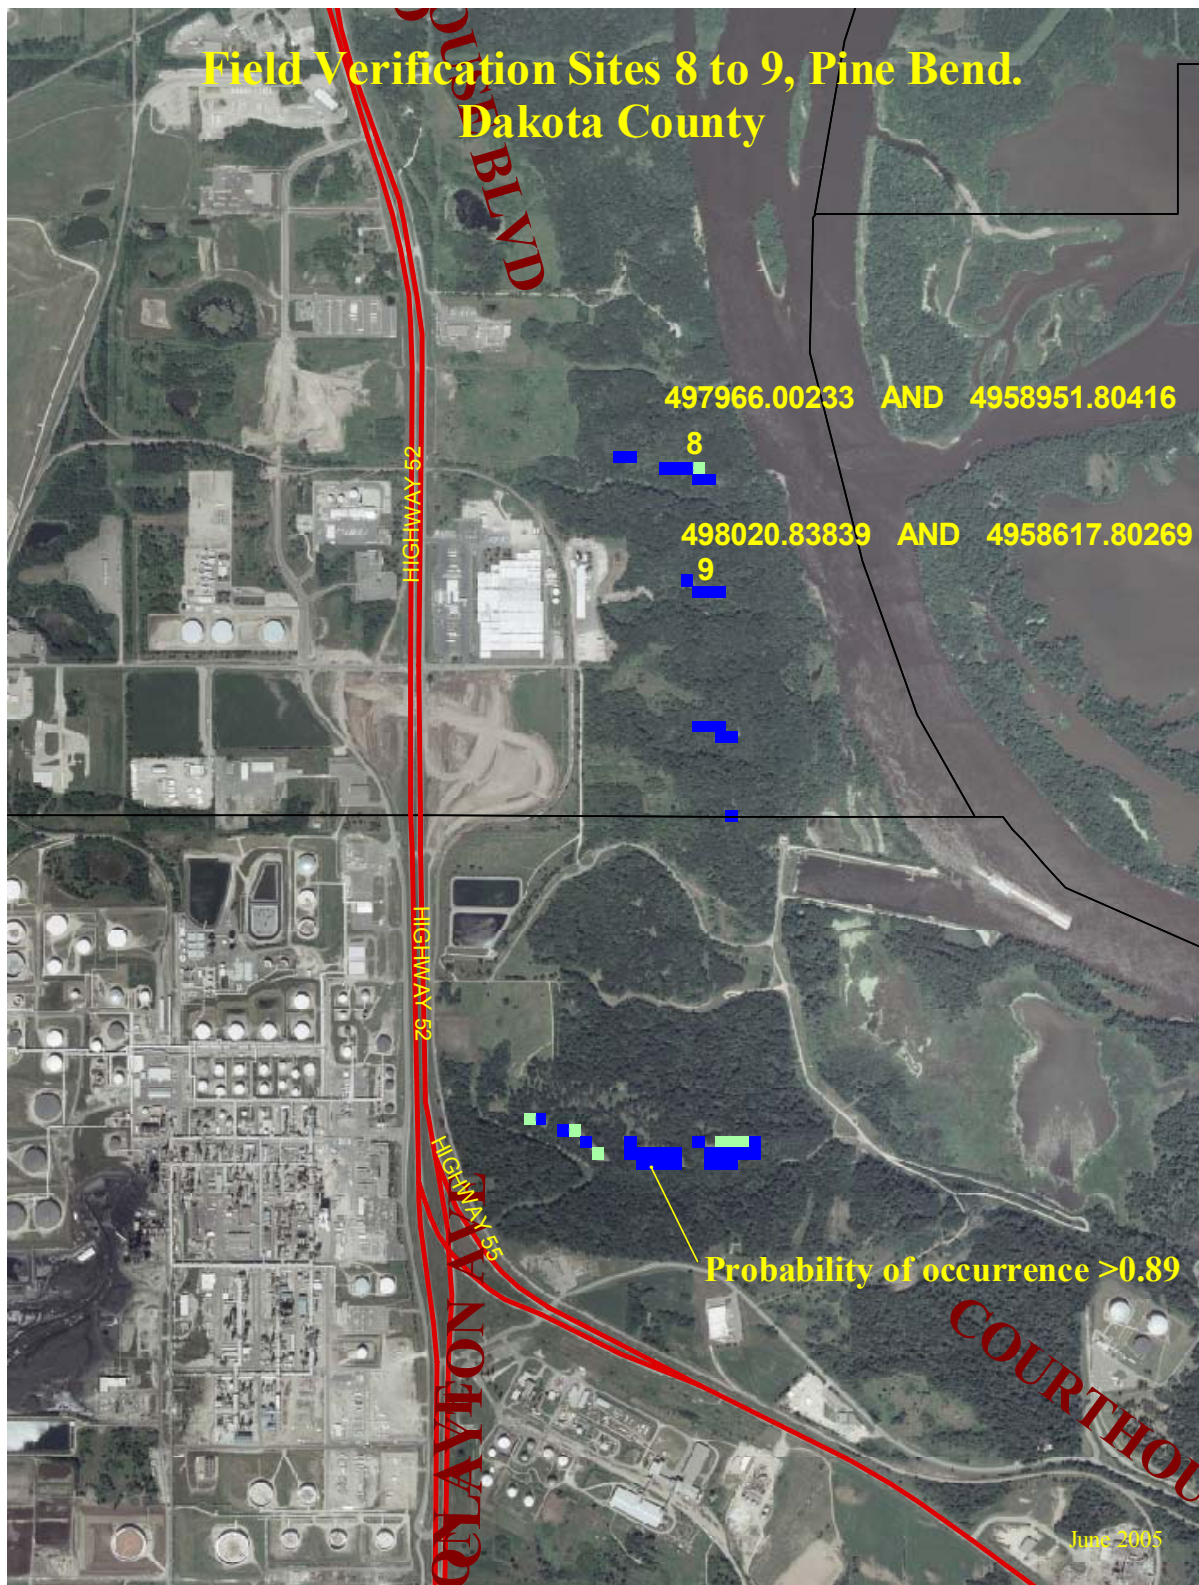 Field Verification Sites 8 to 9, Pine Bend.
Dakota County
OUSE BLVD
497966.00233 AND 4958951.80416
8
HIGHWAY 52
498020.83839 AND 4958617.80269
9
HIGHWAY 52
HIGHWAY 55
Probability of occurrence >0.89
COURTHOU
June 2005